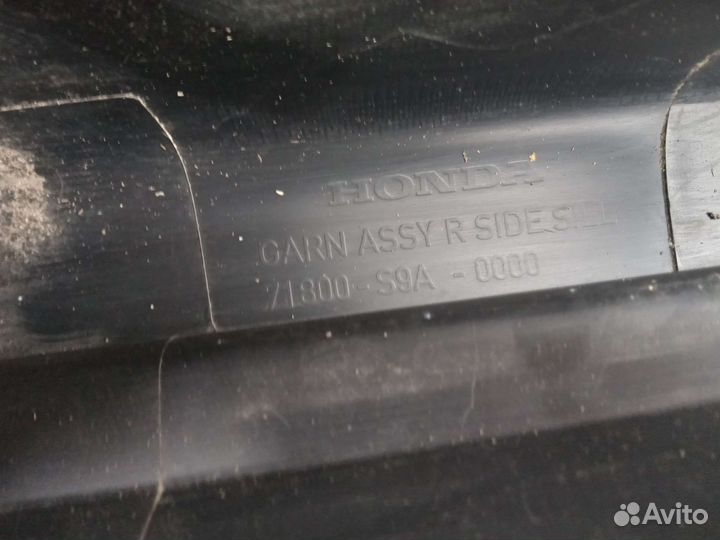 HONDA
GARN ASSY R SIDE SILL
71800-S9A -0000
Avito